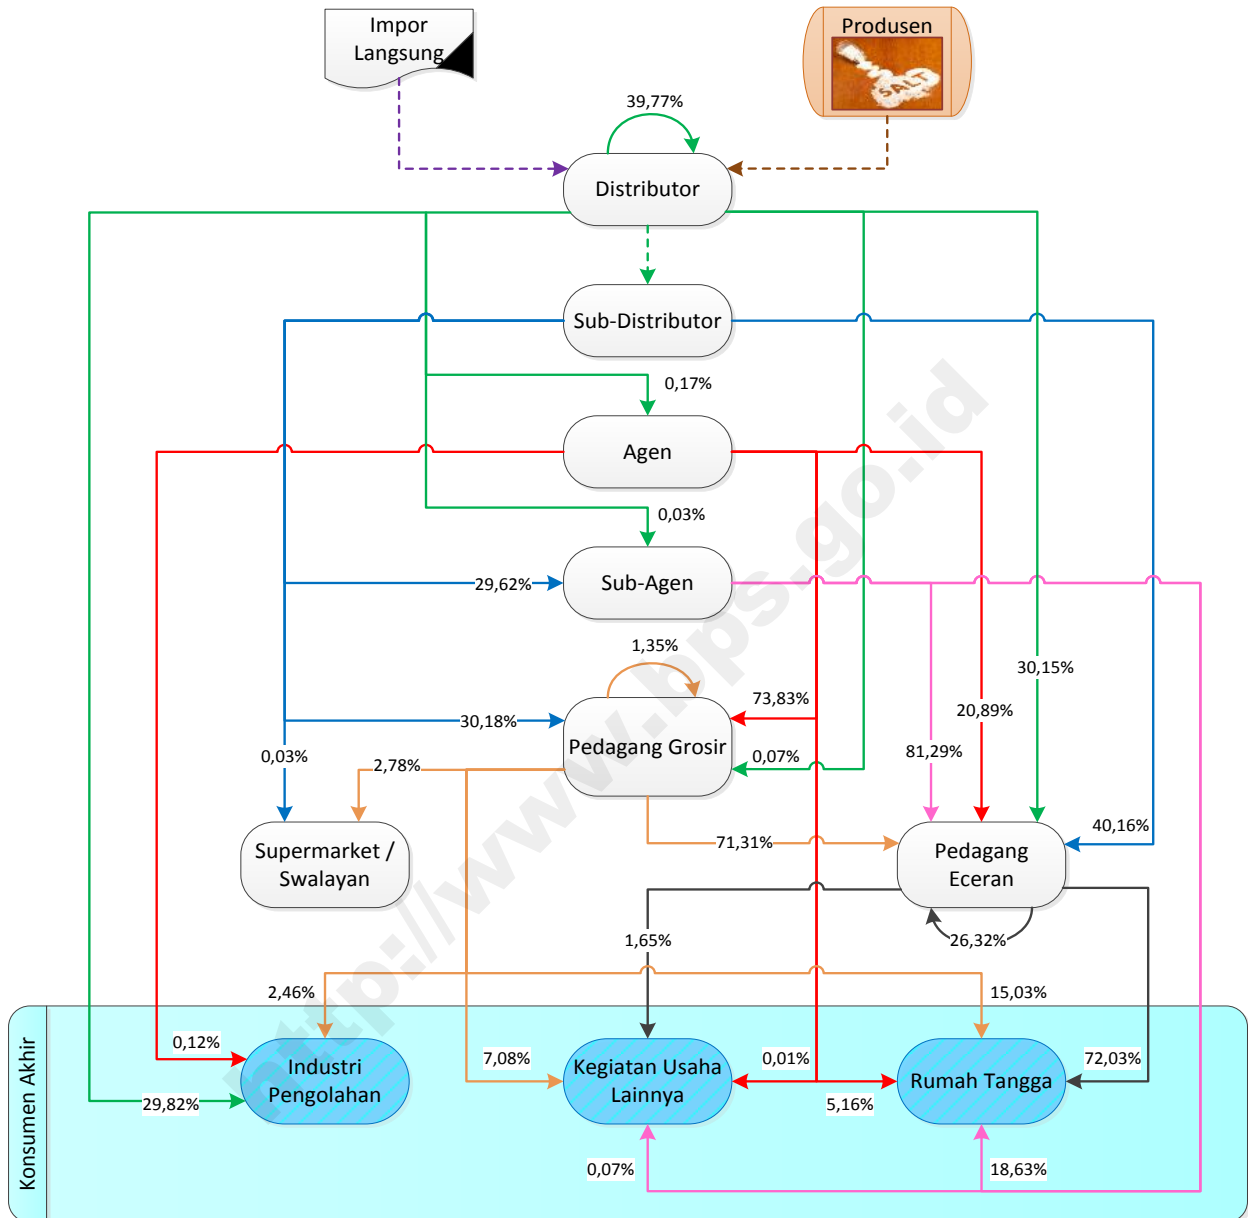 Impor
Langsung
Produsen
SALT
39,77%
Distributor
Sub-Distributor
0,17%
Agen
0,03%
29,62%
Sub-Agen
1,35%
30,15%
73,83%
20,89%
30,18%
Pedagang Grosir
0,03%
2,78%
0,07%
81,29%
40,16%
71,31%
Supermarket /
Swalayan
Pedagang
Eceran
1,65%
26,32%
2,46%
15,03%
Konsumen Akhir
0,12%
7,08%
0,01%
72,03%
Industri
Pengolahan
Kegiatan Usaha
Lainnya
Rumah Tangga
29,82%
5,16%
0,07%
18,63%
http://www.bps.go.id